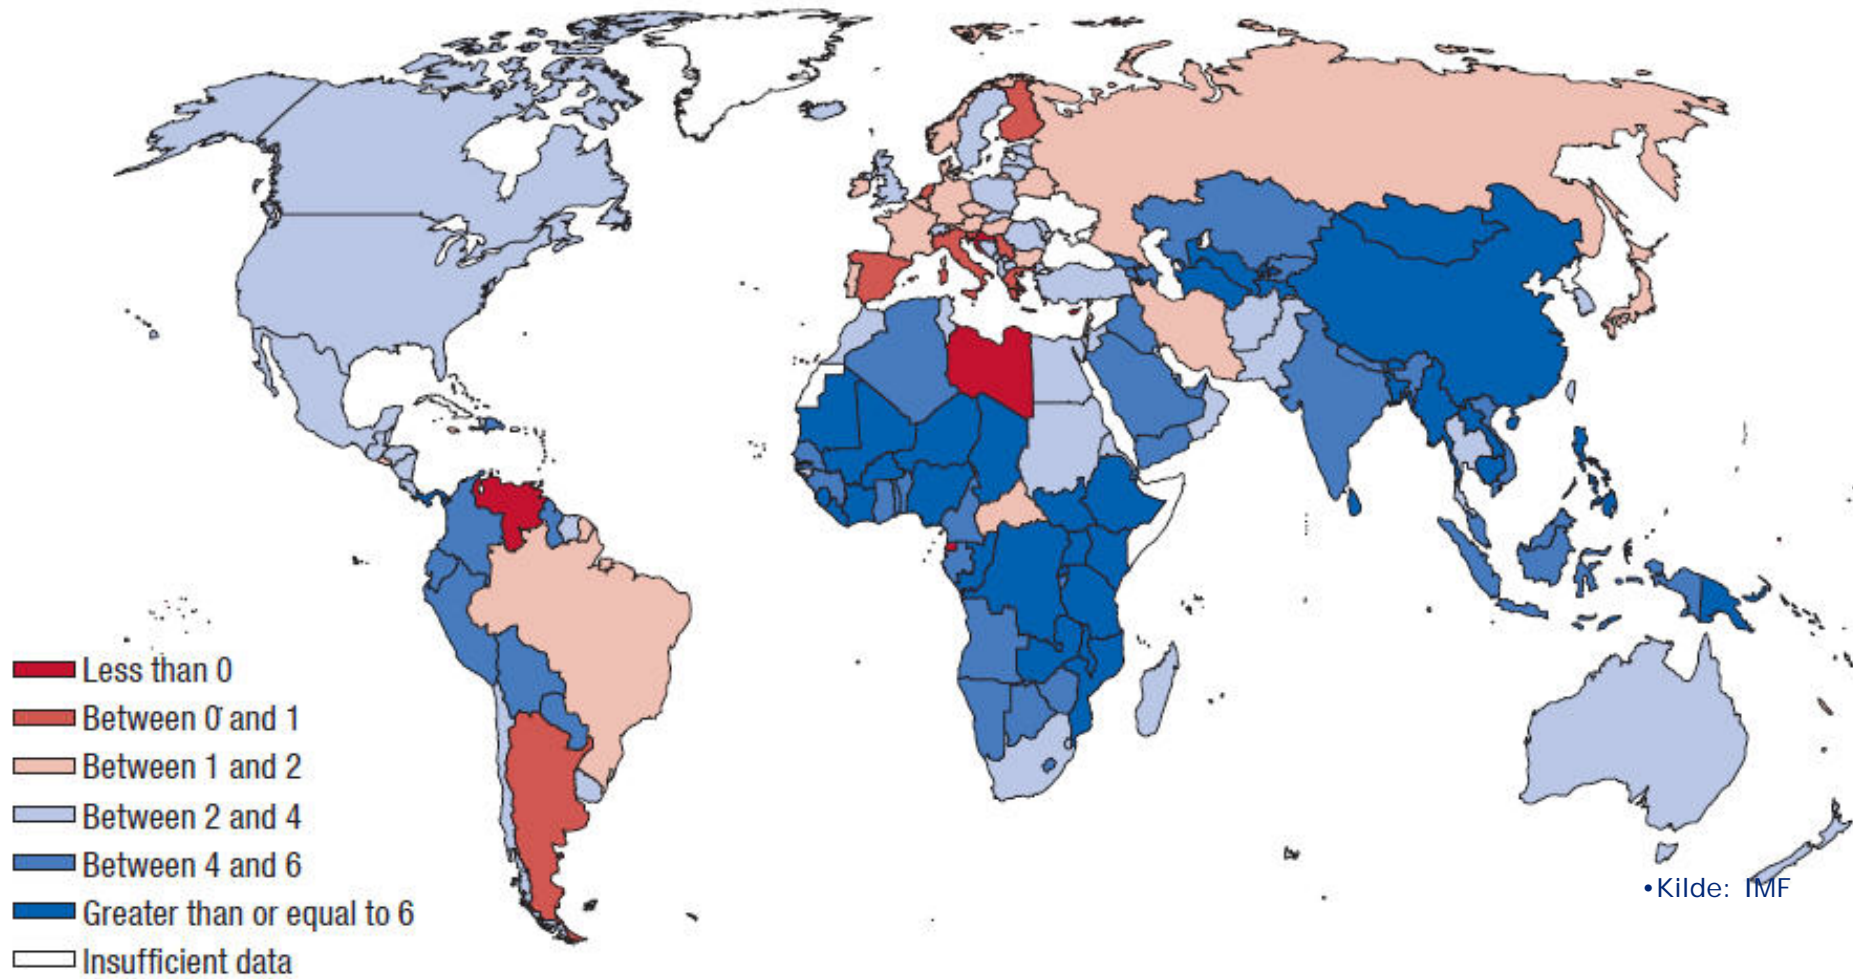 Less than 0
Between 0 and 1
Between 1 and 2
Between 2 and 4
Between 4 and 6
Greater than or equal to 6
Insufficient data
•Kilde: IMF